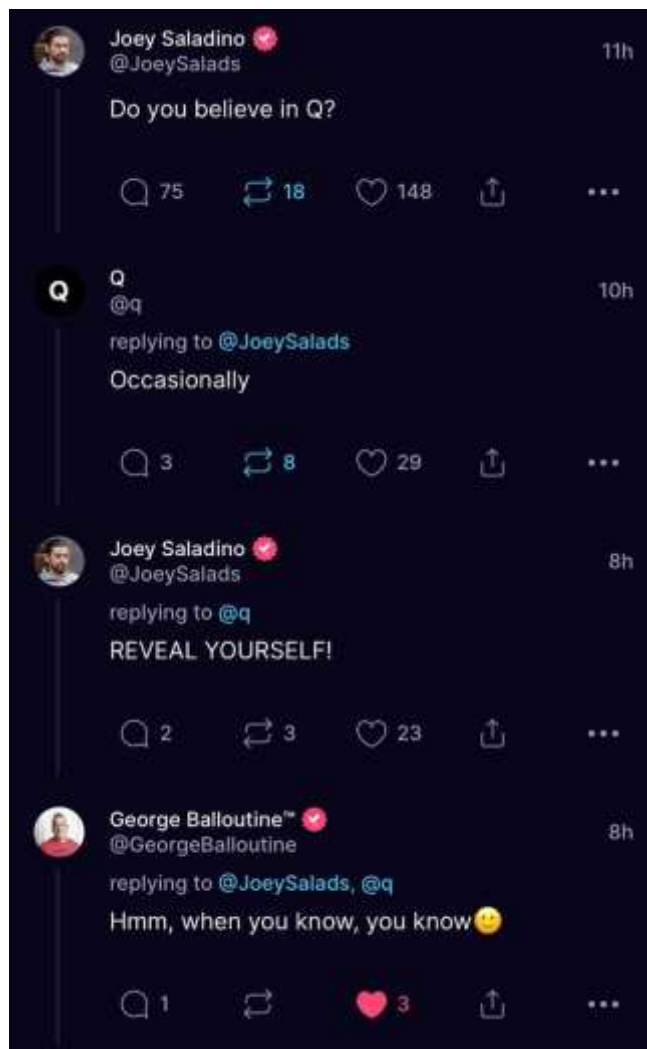 Joey Saladino
@JoeySalads
11h
Do you believe in Q?
75 18 148
Q
Q
@q
10h
replying to @JoeySalads
Occasionally
3 8 29
Joey Saladino
@JoeySalads
8h
replying to @q
REVEAL YOURSELF!
2 3 23
George Balloutine™
@GeorgeBalloutine
8h
replying to @JoeySalads, @q
Hmm, when you know, you know🙂
1 3